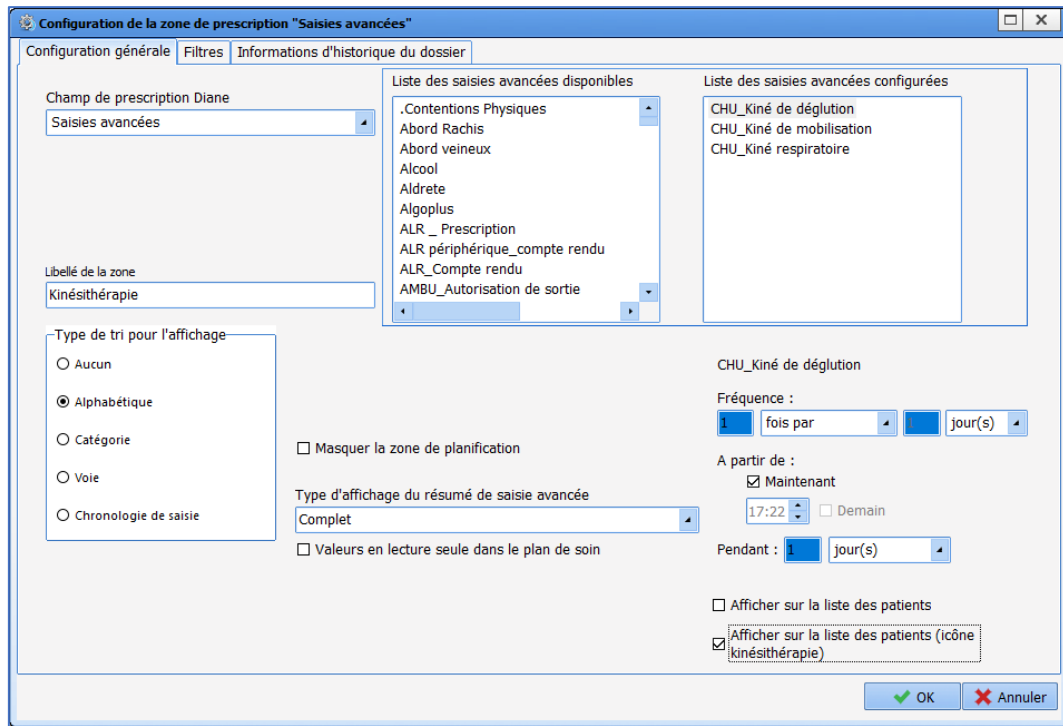 Configuration de la zone de prescription "Saisies avancées"
Configuration générale
Filtres
Informations d'historique du dossier
Champ de prescription Diane
Saisies avancées
Liste des saisies avancées disponibles
.Contentions Physiques
Abord Rachis
Abord veineux
Alcool
Aldrete
Algoplus
ALR _ Prescription
ALR périphérique_compte rendu
ALR_Compte rendu
AMBU_Autorisation de sortie
Liste des saisies avancées configurées
CHU_Kiné de déglution
CHU_Kiné de mobilisation
CHU_Kiné respiratoire
Libellé de la zone
Kinésithérapie
Type de tri pour l'affichage
Aucun
Alphabétique
Catégorie
Voie
Chronologie de saisie
Masquer la zone de planification
Type d'affichage du résumé de saisie avancée
Complet
Valeurs en lecture seule dans le plan de soin
CHU_Kiné de déglution
Fréquence :
1 fois par 1 jour(s)
A partir de :
Maintenant
17:22 Demain
Pendant : 1 jour(s)
Afficher sur la liste des patients
Afficher sur la liste des patients (icône
kinésithérapie)
OK
Annuler